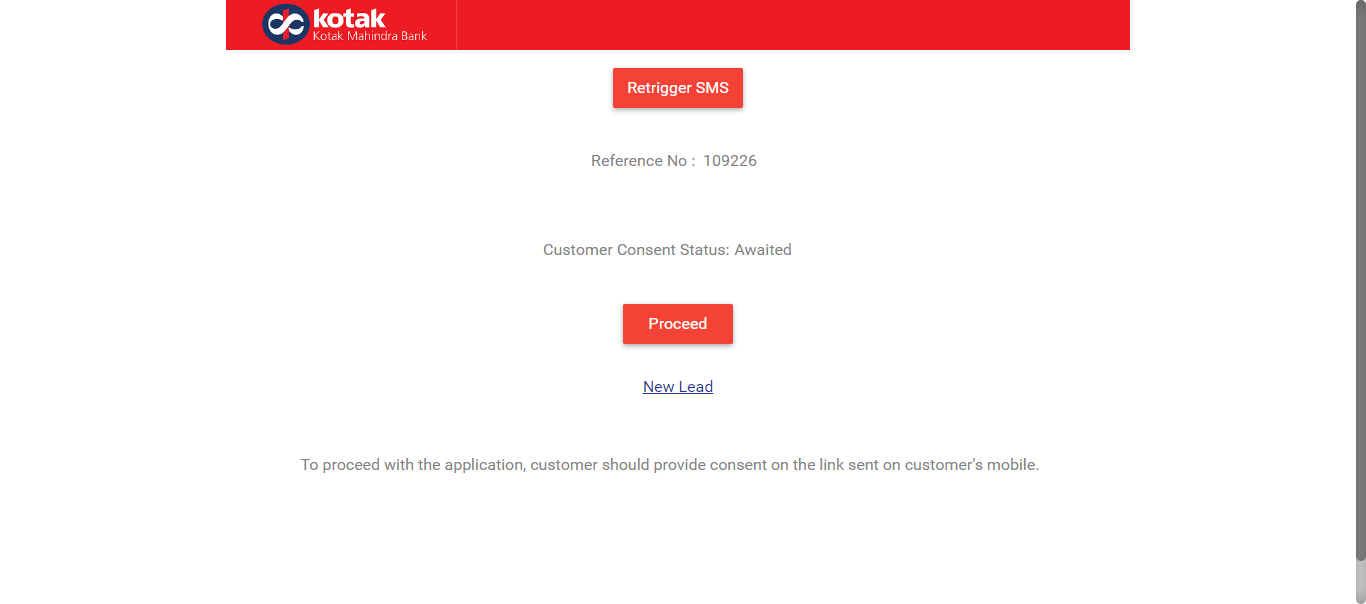 kotak
Kotak Mahindra Bank
Retrigger SMS
Reference No : 109226
Customer Consent Status: Awaited
Proceed
New Lead
To proceed with the application, customer should provide consent on the link sent on customer’s mobile.